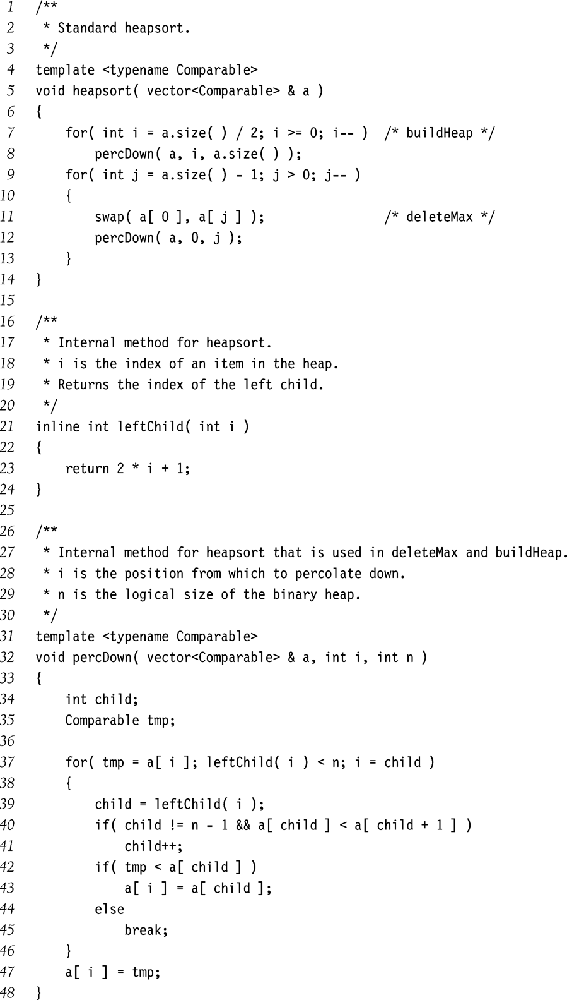 1 /**
2  * Standard heapsort.
3  */
4 template <typename Comparable>
5 void heapsort( vector<Comparable> & a )
6 {
7     for( int i = a.size( ) / 2; i >= 0; i-- )  /* buildHeap */
8         percDown( a, i, a.size( ) );
9     for( int j = a.size( ) - 1; j > 0; j-- )
10     {
11         swap( a[ 0 ], a[ j ] );                /* deleteMax */
12         percDown( a, 0, j );
13     }
14 }
15
16 /**
17  * Internal method for heapsort.
18  * i is the index of an item in the heap.
19  * Returns the index of the left child.
20  */
21 inline int leftChild( int i )
22 {
23     return 2 * i + 1;
24 }
25
26 /**
27  * Internal method for heapsort that is used in deleteMax and buildHeap.
28  * i is the position from which to percolate down.
29  * n is the logical size of the binary heap.
30  */
31 template <typename Comparable>
32 void percDown( vector<Comparable> & a, int i, int n )
33 {
34     int child;
35     Comparable tmp;
36
37     for( tmp = a[ i ]; leftChild( i ) < n; i = child )
38     {
39         child = leftChild( i );
40         if( child != n - 1 && a[ child ] < a[ child + 1 ] )
41             child++;
42         if( tmp < a[ child ] )
43             a[ i ] = a[ child ];
44         else
45             break;
46     }
47     a[ i ] = tmp;
48 }